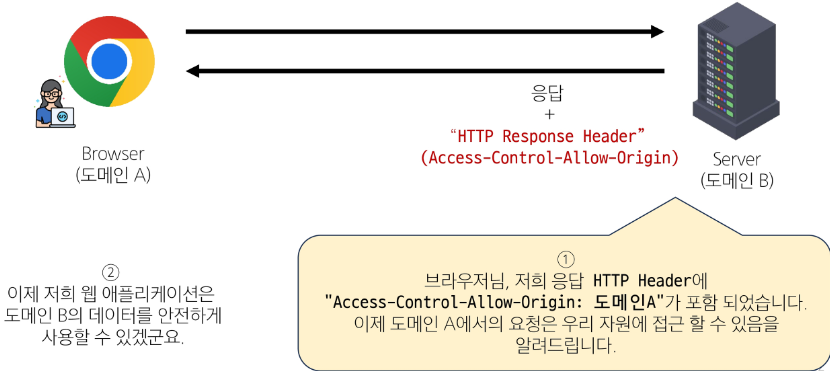 응답
+
“HTTP Response Header”
(Access-Control-Allow-Origin)
Browser
(도메인 A)
Server
(도메인 B)
①
브라우저님, 저희 응답 HTTP Header에
"Access-Control-Allow-Origin: 도메인A"가 포함 되었습니다.
이제 도메인 A에서의 요청은 우리 자원에 접근 할 수 있음을
알려드립니다.
②
이제 저희 웹 애플리케이션은
도메인 B의 데이터를 안전하게
사용할 수 있겠군요.